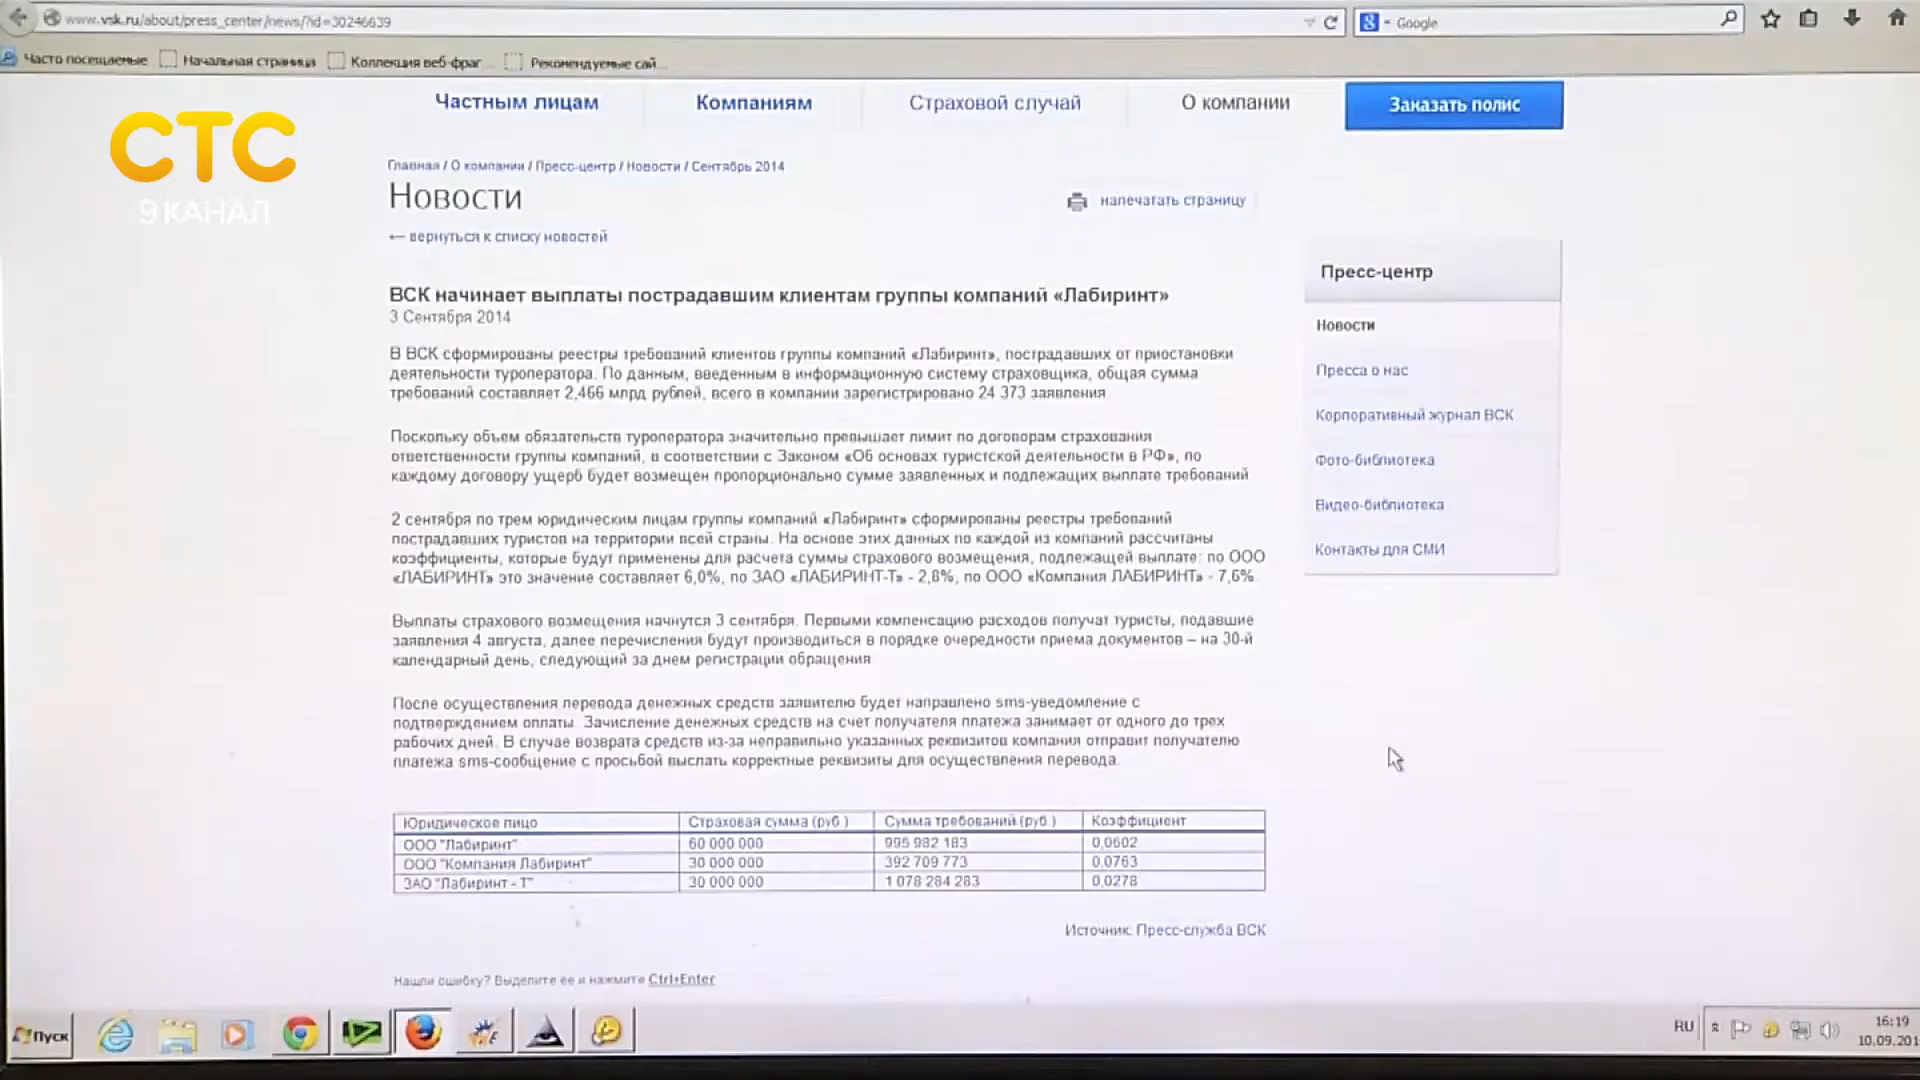 www.vsk.ru/about/press_center/news/?id=30246639
Google
Часто посещаемые
Начальная страница
Коллекция веб-фраг...
Рекомендуемые сай...
Частным лицам
Компаниям
Страховой случай
О компании
Заказать полис
СТС
9 КАНАЛ
Главная / О компании / Пресс-центр / Новости / Сентябрь 2014
Новости
напечатать страницу
← вернуться к списку новостей
ВСК начинает выплаты пострадавшим клиентам группы компаний «Лабиринт»
3 Сентября 2014
В ВСК сформированы реестры требований клиентов группы компаний «Лабиринт», пострадавших от приостановки
деятельности туроператора. По данным, введенным в информационную систему страховщика, общая сумма
требований составляет 2,466 млрд рублей, всего в компании зарегистрировано 24 373 заявления
Поскольку объем обязательств туроператора значительно превышает лимит по договорам страхования
ответственности группы компаний, в соответствии с Законом «Об основах туристской деятельности в РФ», по
каждому договору ущерб будет возмещен пропорционально сумме заявленных и подлежащих выплате требований
2 сентября по трем юридическим лицам группы компаний «Лабиринт» сформированы реестры требований
пострадавших туристов на территории всей страны. На основе этих данных по каждой из компаний рассчитаны
коэффициенты, которые будут применены для расчета суммы страхового возмещения, подлежащей выплате: по ООО
«ЛАБИРИНТ» это значение составляет 6,0%, по ЗАО «ЛАБИРИНТ-Т» - 2,8%, по ООО «Компания ЛАБИРИНТ» - 7,6%.
Выплаты страхового возмещения начнутся 3 сентября. Первыми компенсацию расходов получат туристы, подавшие
заявления 4 августа, далее перечисления будут производиться в порядке очередности приема документов – на 30-й
календарный день, следующий за днем регистрации обращения
После осуществления перевода денежных средств заявителю будет направлено sms-уведомление с
подтверждением оплаты. Зачисление денежных средств на счет получателя платежа занимает от одного до трех
рабочих дней. В случае возврата средств из-за неправильно указанных реквизитов компания отправит получателю
платежа sms-сообщение с просьбой выслать корректные реквизиты для осуществления перевода.
Юридическое лицо Страховая сумма (руб.) Сумма требований (руб.) Коэффициент
ООО "Лабиринт" 60 000 000 995 982 183 0,0602
ООО "Компания Лабиринт" 30 000 000 392 709 773 0,0763
ЗАО "Лабиринт - Т" 30 000 000 1 078 284 283 0,0278
Источник: Пресс-служба ВСК
Нашли ошибку? Выделите ее и нажмите Ctrl+Enter
Пресс-центр
Новости
Пресса о нас
Корпоративный журнал ВСК
Фото-библиотека
Видео-библиотека
Контакты для СМИ
Пуск
RU
16:19
10.09.201